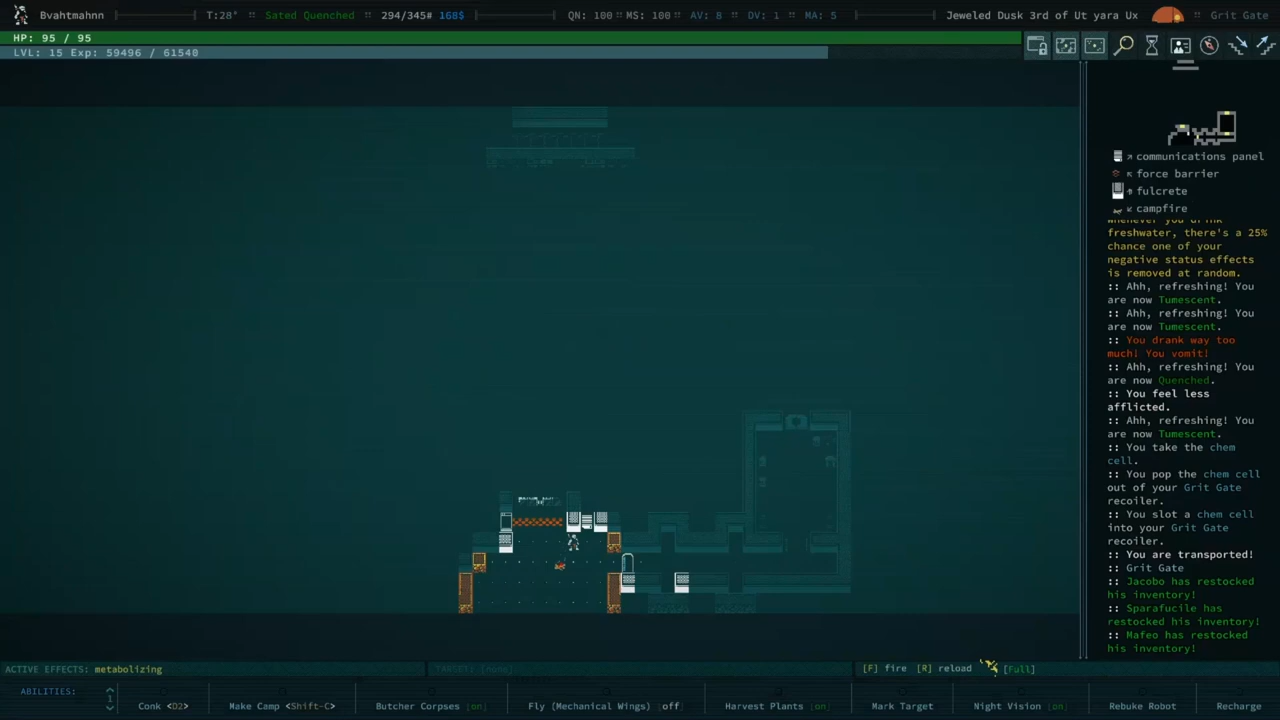 Bvahtmahnn T:28° :: Sated Quenched :: 294/345# 168$ QN: 100 :: MS: 100 :: AV: 8 :: DV: 1 :: MA: 5 Jeweled Dusk 3rd of Ut yara Ux Grit Gate
HP: 95 / 95
LVL: 15 Exp: 59496 / 61540
communications panel
force barrier
fulcrete
campfire
whenever you drink
freshwater, there's a 25%
chance one of your
negative status effects
is removed at random.
:: Ahh, refreshing! You
are now Tumescent.
:: Ahh, refreshing! You
are now Tumescent.
:: You drank way too
much! You vomit!
:: Ahh, refreshing! You
are now Quenched.
:: You feel less
afflicted.
:: Ahh, refreshing! You
are now Tumescent.
:: You take the chem
cell.
:: You pop the chem cell
out of your Grit Gate
recoiler.
:: You slot a chem cell
into your Grit Gate
recoiler.
:: You are transported!
:: Grit Gate
:: Jacobo has restocked
his inventory!
:: Sparafucile has
restocked his inventory!
:: Mafeo has restocked
his inventory!
ACTIVE EFFECTS: metabolizing TARGET: [none] [F] fire [R] reload [Full]
ABILITIES: 1 Conk <02> Make Camp <Shift-C> Butcher Corpses [on] Fly (Mechanical Wings) [off] Harvest Plants [on] Mark Target Night Vision [on] Rebuke Robot Recharge